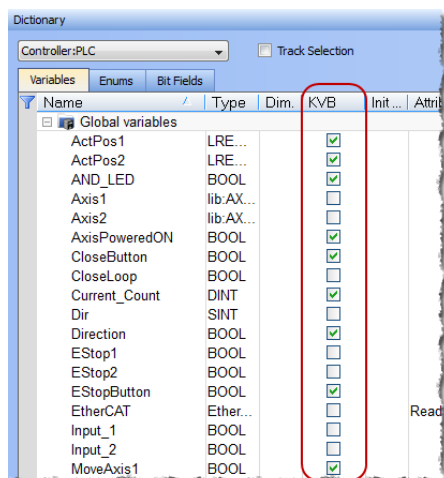 Dictionary
Controller:PLC Track Selection
Variables Enums Bit Fields
Name Type Dim. KVB Init ... Attrib
Global variables
ActPos1 LRE...
ActPos2 LRE...
AND_LED BOOL
Axis1 lib:AX...
Axis2 lib:AX...
AxisPoweredON BOOL
CloseButton BOOL
CloseLoop BOOL
Current_Count DINT
Dir SINT
Direction BOOL
EStop1 BOOL
EStop2 BOOL
EStopButton BOOL
EtherCAT Ether... Read
Input_1 BOOL
Input_2 BOOL
MoveAxis1 BOOL